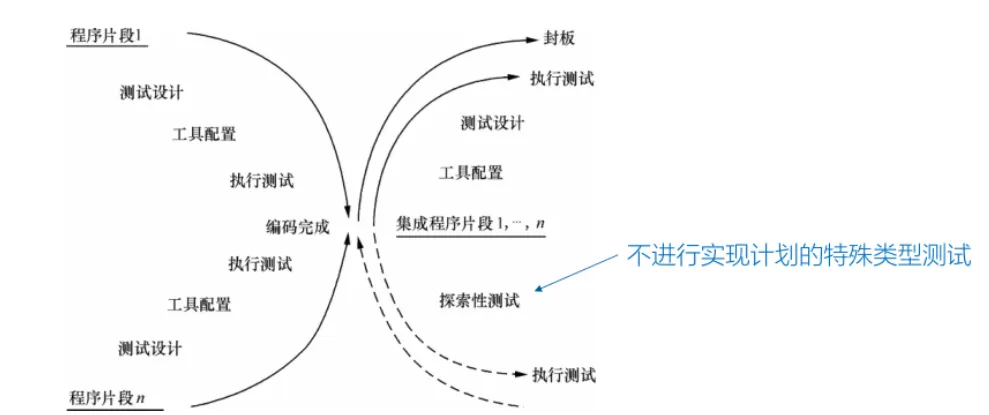 程序片段1
测试设计
工具配置
执行测试
编码完成
执行测试
工具配置
测试设计
程序片段n
封板
执行测试
测试设计
工具配置
集成程序片段1,…,n
探索性测试
执行测试
不进行实现计划的特殊类型测试